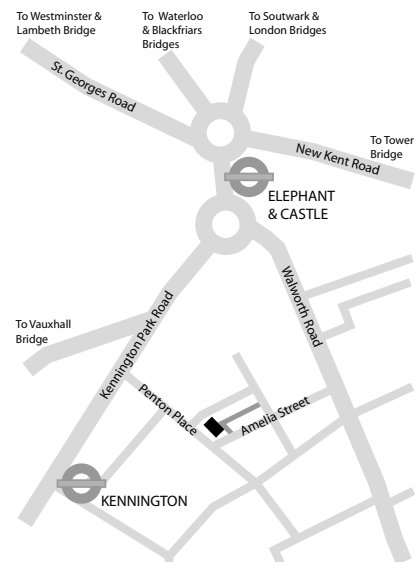 To Westminster &
Lambeth Bridge
To Waterloo
& Blackfriars
Bridges
To Soutwark &
London Bridges
St. Georges Road
To Tower
Bridge
New Kent Road
ELEPHANT
& CASTLE
Walworth Road
Kennington Park Road
To Vauxhall
Bridge
Penton Place
Amelia Street
KENNINGTON